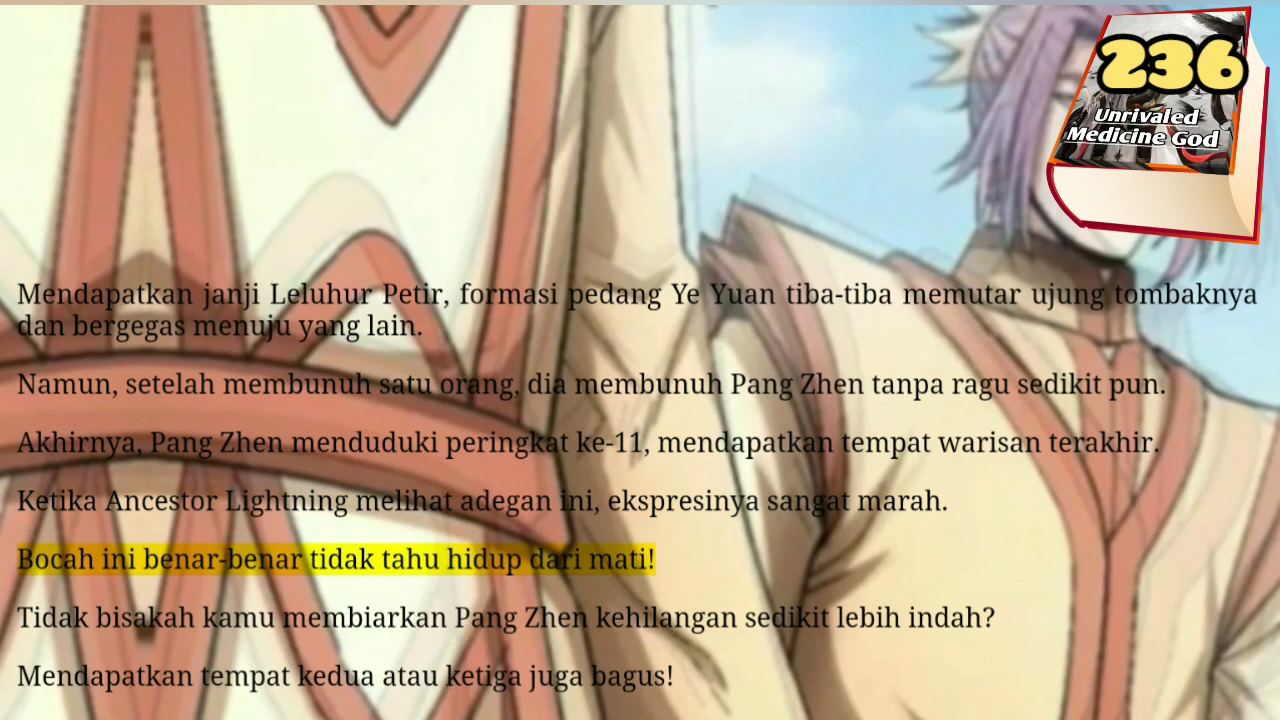 236
Unrivaled
Medicine God
Mendapatkan janji Leluhur Petir, formasi pedang Ye Yuan tiba-tiba memutar ujung tombaknya
dan bergegas menuju yang lain.
Namun, setelah membunuh satu orang, dia membunuh Pang Zhen tanpa ragu sedikit pun.
Akhirnya, Pang Zhen menduduki peringkat ke-11, mendapatkan tempat warisan terakhir.
Ketika Ancestor Lightning melihat adegan ini, ekspresinya sangat marah.
Bocah ini benar-benar tidak tahu hidup dari mati!
Tidak bisakah kamu membiarkan Pang Zhen kehilangan sedikit lebih indah?
Mendapatkan tempat kedua atau ketiga juga bagus!